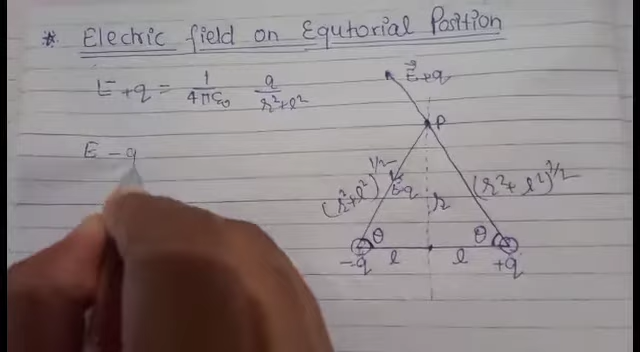 * Electric field on Equtorial Position
E+q = 1/4πε₀ q/r²+l²
E⃗+q
P
E - q
(r²+l²)^1/2
E⃗-q
r
(r²+l²)^1/2
θ
θ
-q
l
l
+q